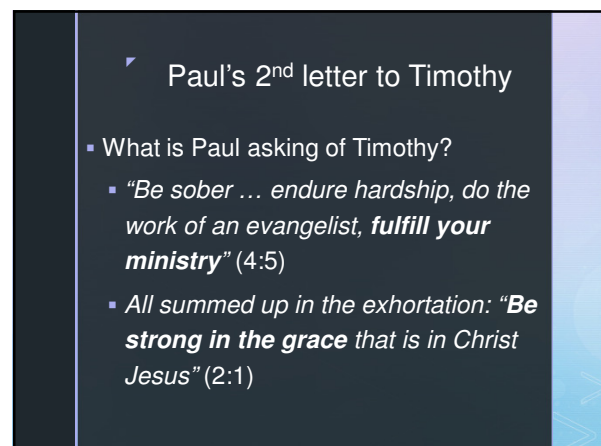 Paul’s 2nd letter to Timothy
▪ What is Paul asking of Timothy?
▪ “Be sober … endure hardship, do the
work of an evangelist, fulfill your
ministry” (4:5)
▪ All summed up in the exhortation: “Be
strong in the grace that is in Christ
Jesus” (2:1)